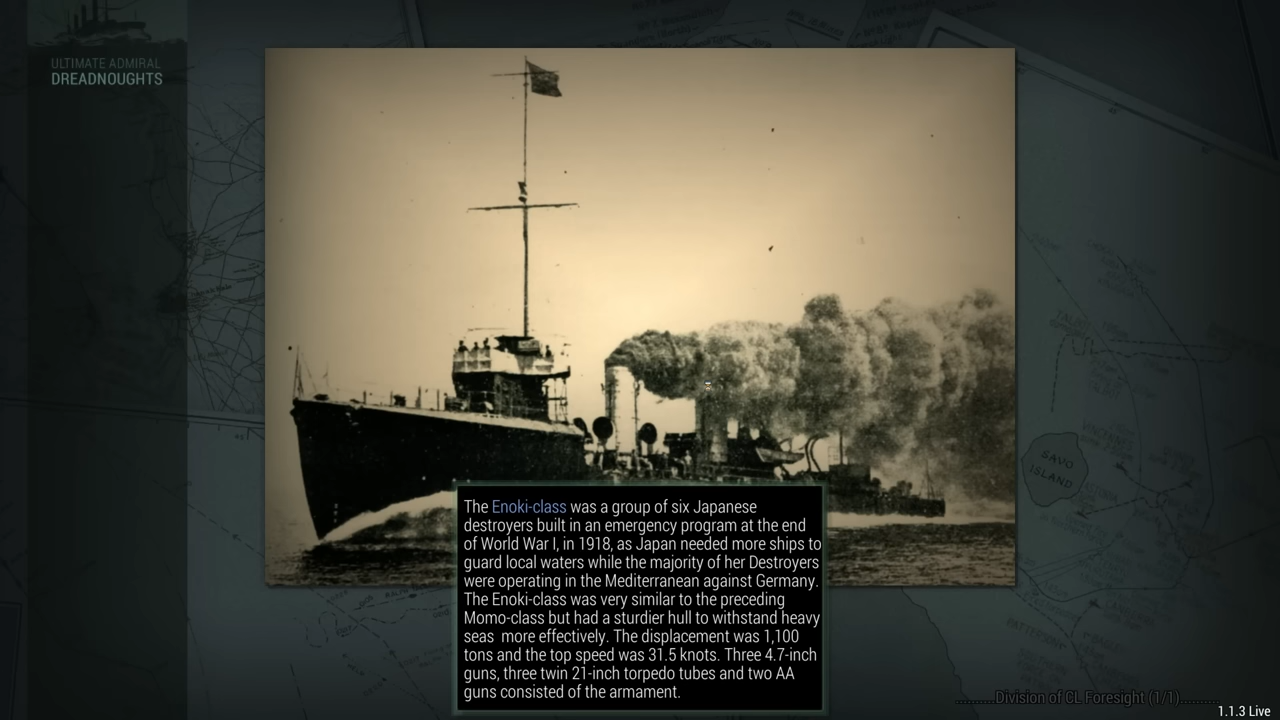 ULTIMATE ADMIRAL
DREADNOUGHTS
The Enoki-class was a group of six Japanese
destroyers built in an emergency program at the end
of World War I, in 1918, as Japan needed more ships to
guard local waters while the majority of her Destroyers
were operating in the Mediterranean against Germany.
The Enoki-class was very similar to the preceding
Momo-class but had a sturdier hull to withstand heavy
seas  more effectively. The displacement was 1,100
tons and the top speed was 31.5 knots. Three 4.7-inch
guns, three twin 21-inch torpedo tubes and two AA
guns consisted of the armament.
SAVO
ISLAND
..........Division of CL Foresight (1/1)..........
1.1.3 Live